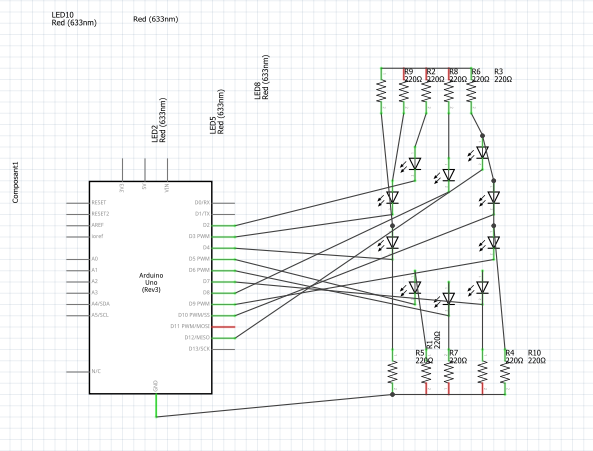 LED10
Red (633nm)
Red (633nm)
LED2
Red (633nm)
LED5
Red (633nm)
LED8
Red (633nm)
Composant1
R9
220Ω
R2
220Ω
R8
220Ω
R6
220Ω
R3
220Ω
3V3
5V
VIN
RESET
RESET2
AREF
ioref
A0
A1
A2
A3
A4/SDA
A5/SCL
N/C
Arduino
Uno
(Rev3)
D0/RX
D1/TX
D2
D3 PWM
D4
D5 PWM
D6 PWM
D7
D8
D9 PWM
D10 PWM/SS
D11 PWM/MOSI
D12/MISO
D13/SCK
GND
R5
220Ω
R1
220Ω
R7
220Ω
R4
220Ω
R10
220Ω